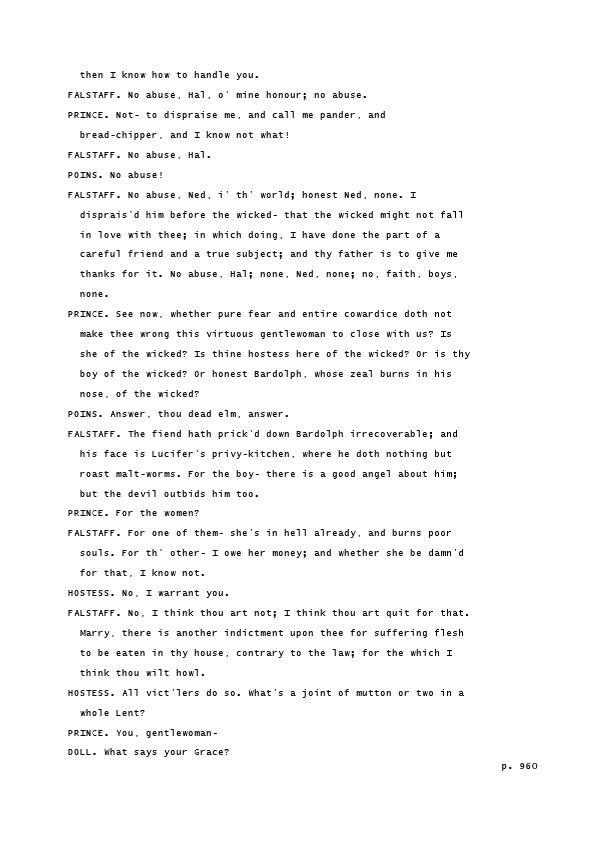 then I know how to handle you.
FALSTAFF. No abuse, Hal, o' mine honour; no abuse.
PRINCE. Not- to dispraise me, and call me pander, and
bread-chipper, and I know not what!
FALSTAFF. No abuse, Hal.
POINS. No abuse!
FALSTAFF. No abuse, Ned, i' th' world; honest Ned, none. I
disprais'd him before the wicked- that the wicked might not fall
in love with thee; in which doing, I have done the part of a
careful friend and a true subject; and thy father is to give me
thanks for it. No abuse, Hal; none, Ned, none; no, faith, boys,
none.
PRINCE. See now, whether pure fear and entire cowardice doth not
make thee wrong this virtuous gentlewoman to close with us? Is
she of the wicked? Is thine hostess here of the wicked? Or is thy
boy of the wicked? Or honest Bardolph, whose zeal burns in his
nose, of the wicked?
POINS. Answer, thou dead elm, answer.
FALSTAFF. The fiend hath prick'd down Bardolph irrecoverable; and
his face is Lucifer's privy-kitchen, where he doth nothing but
roast malt-worms. For the boy- there is a good angel about him;
but the devil outbids him too.
PRINCE. For the women?
FALSTAFF. For one of them- she's in hell already, and burns poor
souls. For th' other- I owe her money; and whether she be damn'd
for that, I know not.
HOSTESS. No, I warrant you.
FALSTAFF. No, I think thou art not; I think thou art quit for that.
Marry, there is another indictment upon thee for suffering flesh
to be eaten in thy house, contrary to the law; for the which I
think thou wilt howl.
HOSTESS. All vict'lers do so. What's a joint of mutton or two in a
whole Lent?
PRINCE. You, gentlewoman-
DOLL. What says your Grace?
p. 960